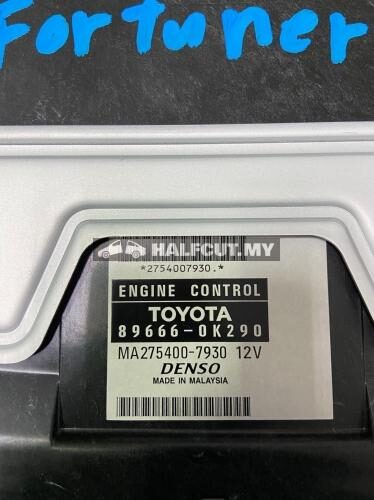 Fortuner
HALFCUT.MY
*2754007930.*
ENGINE CONTROL
TOYOTA
89666-0K290
MA275400-7930 12V
DENSO
MADE IN MALAYSIA